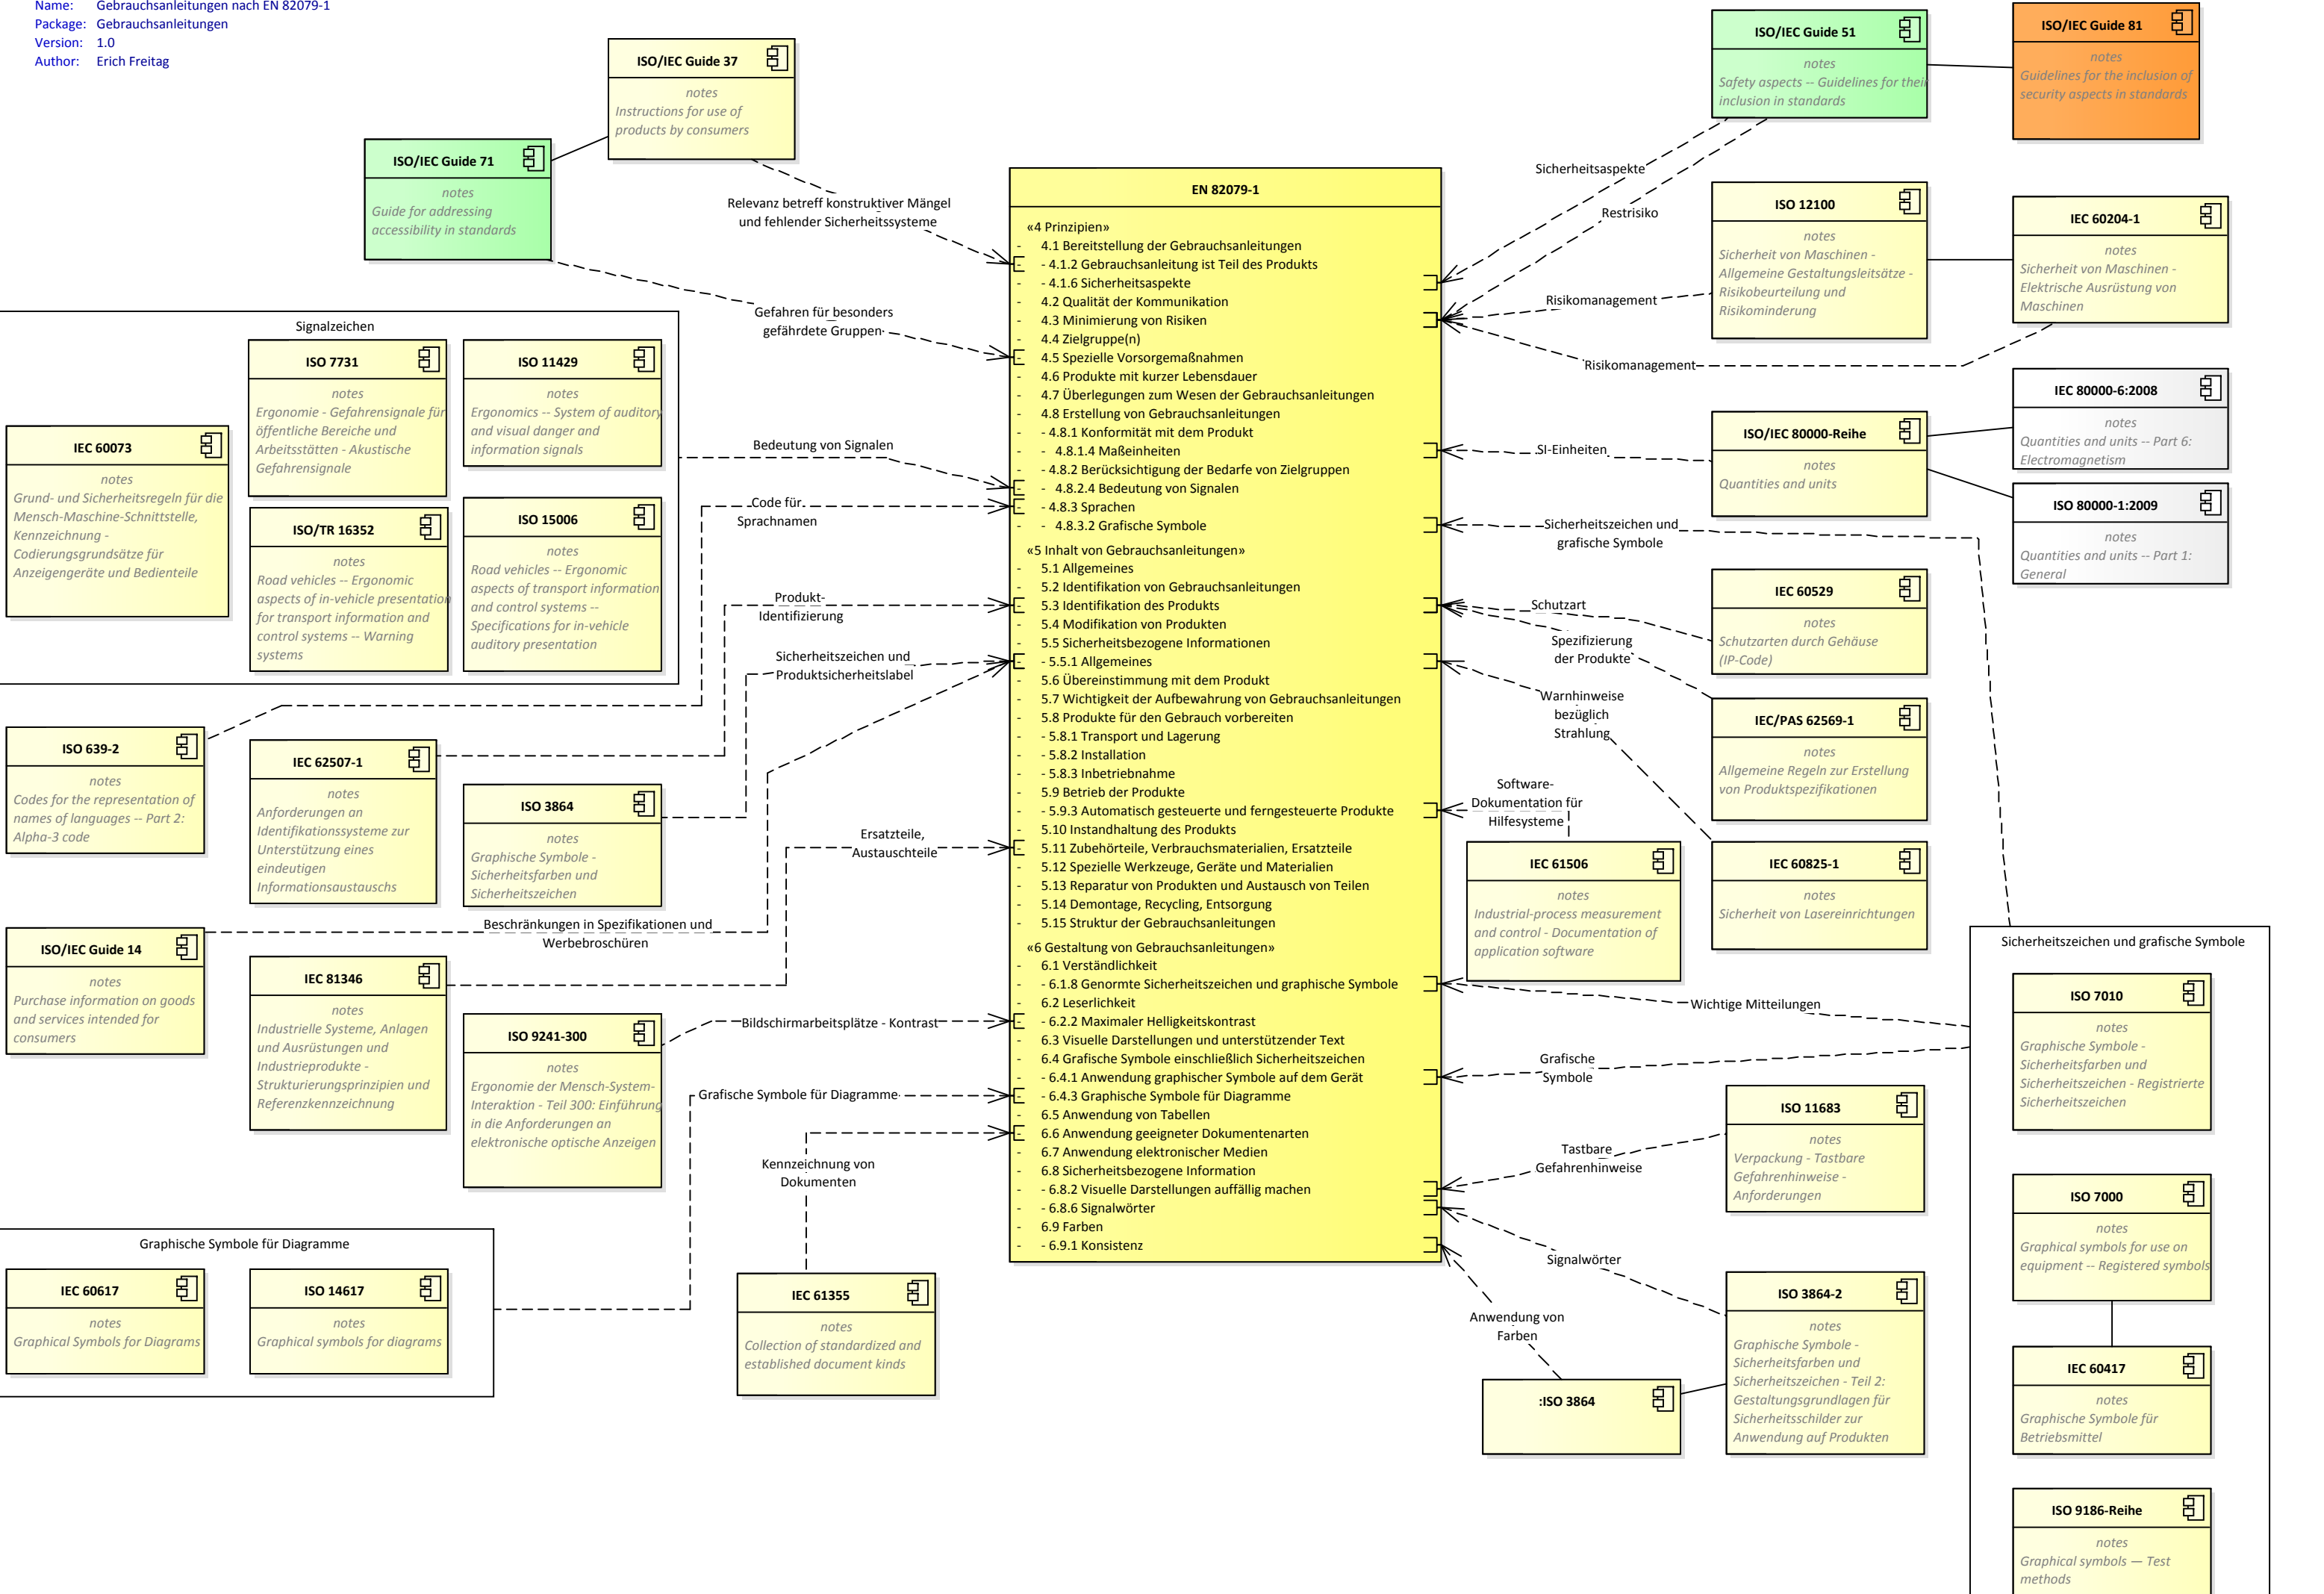 Name: Gebrauchsanleitungen nach EN 82079-1
Package: Gebrauchsanleitungen
Version: 1.0
Author: Erich Freitag
ISO/IEC Guide 37
notes
Instructions for use of
products by consumers
ISO/IEC Guide 71
notes
Guide for addressing
accessibility in standards
Relevanz betreff konstruktiver Mängel
und fehlender Sicherheitssysteme
Gefahren für besonders
gefährdete Gruppen
Signalzeichen
ISO 7731
notes
Ergonomie - Gefahrensignale für
öffentliche Bereiche und
Arbeitsstätten - Akustische
Gefahrensignale
ISO 11429
notes
Ergonomics -- System of auditory
and visual danger and
information signals
IEC 60073
notes
Grund- und Sicherheitsregeln für die
Mensch-Maschine-Schnittstelle,
Kennzeichnung -
Codierungsgrundsätze für
Anzeigengeräte und Bedienteile
ISO/TR 16352
notes
Road vehicles -- Ergonomic
aspects of in-vehicle presentation
for transport information and
control systems -- Warning
systems
ISO 15006
notes
Road vehicles -- Ergonomic
aspects of transport information
and control systems --
Specifications for in-vehicle
auditory presentation
Bedeutung von Signalen
Code für
Sprachnamen
Produkt-
Identifizierung
Sicherheitszeichen und
Produktsicherheitslabel
Ersatzteile,
Austauschteile
ISO 639-2
notes
Codes for the representation of
names of languages -- Part 2:
Alpha-3 code
IEC 62507-1
notes
Anforderungen an
Identifikationssysteme zur
Unterstützung eines
eindeutigen
Informationsaustauschs
ISO 3864
notes
Graphische Symbole -
Sicherheitsfarben und
Sicherheitszeichen
Beschränkungen in Spezifikationen und
Werbebroschüren
ISO/IEC Guide 14
notes
Purchase information on goods
and services intended for
consumers
IEC 81346
notes
Industrielle Systeme, Anlagen
und Ausrüstungen und
Industrieprodukte -
Strukturierungsprinzipien und
Referenzkennzeichnung
ISO 9241-300
notes
Ergonomie der Mensch-System-
Interaktion - Teil 300: Einführung
in die Anforderungen an
elektronische optische Anzeigen
Bildschirmarbeitsplätze - Kontrast
Grafische Symbole für Diagramme
Kennzeichnung von
Dokumenten
Graphische Symbole für Diagramme
IEC 60617
notes
Graphical Symbols for Diagrams
ISO 14617
notes
Graphical symbols for diagrams
IEC 61355
notes
Collection of standardized and
established document kinds
EN 82079-1
«4 Prinzipien»
- 4.1 Bereitstellung der Gebrauchsanleitungen
- - 4.1.2 Gebrauchsanleitung ist Teil des Produkts
- - 4.1.6 Sicherheitsaspekte
- 4.2 Qualität der Kommunikation
- 4.3 Minimierung von Risiken
- 4.4 Zielgruppe(n)
- 4.5 Spezielle Vorsorgemaßnahmen
- 4.6 Produkte mit kurzer Lebensdauer
- 4.7 Überlegungen zum Wesen der Gebrauchsanleitungen
- 4.8 Erstellung von Gebrauchsanleitungen
- - 4.8.1 Konformität mit dem Produkt
- - 4.8.1.4 Maßeinheiten
- - 4.8.2 Berücksichtigung der Bedarfe von Zielgruppen
- - 4.8.2.4 Bedeutung von Signalen
- - 4.8.3 Sprachen
- - 4.8.3.2 Grafische Symbole
«5 Inhalt von Gebrauchsanleitungen»
- 5.1 Allgemeines
- 5.2 Identifikation von Gebrauchsanleitungen
- 5.3 Identifikation des Produkts
- 5.4 Modifikation von Produkten
- 5.5 Sicherheitsbezogene Informationen
- - 5.5.1 Allgemeines
- 5.6 Übereinstimmung mit dem Produkt
- 5.7 Wichtigkeit der Aufbewahrung von Gebrauchsanleitungen
- 5.8 Produkte für den Gebrauch vorbereiten
- - 5.8.1 Transport und Lagerung
- - 5.8.2 Installation
- - 5.8.3 Inbetriebnahme
- 5.9 Betrieb der Produkte
- - 5.9.3 Automatisch gesteuerte und ferngesteuerte Produkte
- 5.10 Instandhaltung des Produkts
- 5.11 Zubehörteile, Verbrauchsmaterialien, Ersatzteile
- 5.12 Spezielle Werkzeuge, Geräte und Materialien
- 5.13 Reparatur von Produkten und Austausch von Teilen
- 5.14 Demontage, Recycling, Entsorgung
- 5.15 Struktur der Gebrauchsanleitungen
«6 Gestaltung von Gebrauchsanleitungen»
- 6.1 Verständlichkeit
- - 6.1.8 Genormte Sicherheitszeichen und graphische Symbole
- 6.2 Leserlichkeit
- - 6.2.2 Maximaler Helligkeitskontrast
- 6.3 Visuelle Darstellungen und unterstützender Text
- 6.4 Grafische Symbole einschließlich Sicherheitszeichen
- - 6.4.1 Anwendung graphischer Symbole auf dem Gerät
- - 6.4.3 Graphische Symbole für Diagramme
- 6.5 Anwendung von Tabellen
- 6.6 Anwendung geeigneter Dokumentenarten
- 6.7 Anwendung elektronischer Medien
- 6.8 Sicherheitsbezogene Information
- - 6.8.2 Visuelle Darstellungen auffällig machen
- - 6.8.6 Signalwörter
- 6.9 Farben
- - 6.9.1 Konsistenz
ISO/IEC Guide 51
notes
Safety aspects -- Guidelines for their
inclusion in standards
ISO/IEC Guide 81
notes
Guidelines for the inclusion of
security aspects in standards
Sicherheitsaspekte
Restrisiko
ISO 12100
notes
Sicherheit von Maschinen -
Allgemeine Gestaltungsleitsätze -
Risikobeurteilung und
Risikominderung
IEC 60204-1
notes
Sicherheit von Maschinen -
Elektrische Ausrüstung von
Maschinen
Risikomanagement
Risikomanagement
ISO/IEC 80000-Reihe
notes
Quantities and units
IEC 80000-6:2008
notes
Quantities and units -- Part 6:
Electromagnetism
ISO 80000-1:2009
notes
Quantities and units -- Part 1:
General
SI-Einheiten
Sicherheitszeichen und
grafische Symbole
Schutzart
IEC 60529
notes
Schutzarten durch Gehäuse
(IP-Code)
Spezifizierung
der Produkte
IEC/PAS 62569-1
notes
Allgemeine Regeln zur Erstellung
von Produktspezifikationen
Warnhinweise
bezüglich
Strahlung
Software-
Dokumentation für
Hilfesysteme
IEC 61506
notes
Industrial-process measurement
and control - Documentation of
application software
IEC 60825-1
notes
Sicherheit von Lasereinrichtungen
Wichtige Mitteilungen
Grafische
Symbole
Tastbare
Gefahrenhinweise
ISO 11683
notes
Verpackung - Tastbare
Gefahrenhinweise -
Anforderungen
Signalwörter
Anwendung von
Farben
ISO 3864-2
notes
Graphische Symbole -
Sicherheitsfarben und
Sicherheitszeichen - Teil 2:
Gestaltungsgrundlagen für
Sicherheitsschilder zur
Anwendung auf Produkten
:ISO 3864
Sicherheitszeichen und grafische Symbole
ISO 7010
notes
Graphische Symbole -
Sicherheitsfarben und
Sicherheitszeichen - Registrierte
Sicherheitszeichen
ISO 7000
notes
Graphical symbols for use on
equipment -- Registered symbols
IEC 60417
notes
Graphische Symbole für
Betriebsmittel
ISO 9186-Reihe
notes
Graphical symbols — Test
methods